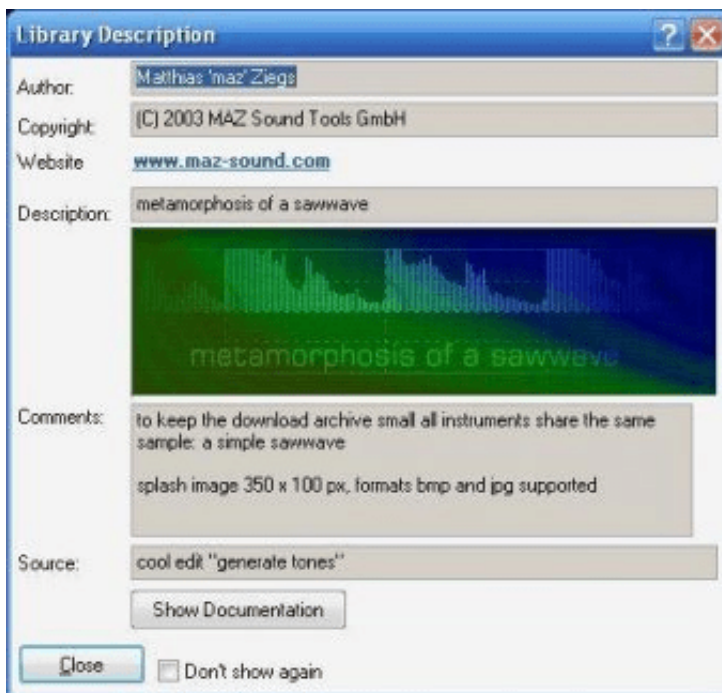 Library Description
Author: Matthias 'maz' Ziegs
Copyright: (C) 2003 MAZ Sound Tools GmbH
Website www.maz-sound.com
Description: metamorphosis of a sawwave
metamorphosis of a sawwave
Comments: to keep the download archive small all instruments share the same
sample: a simple sawwave
splash image 350 x 100 px, formats bmp and jpg supported
Source: cool edit "generate tones"
Show Documentation
Close Don't show again